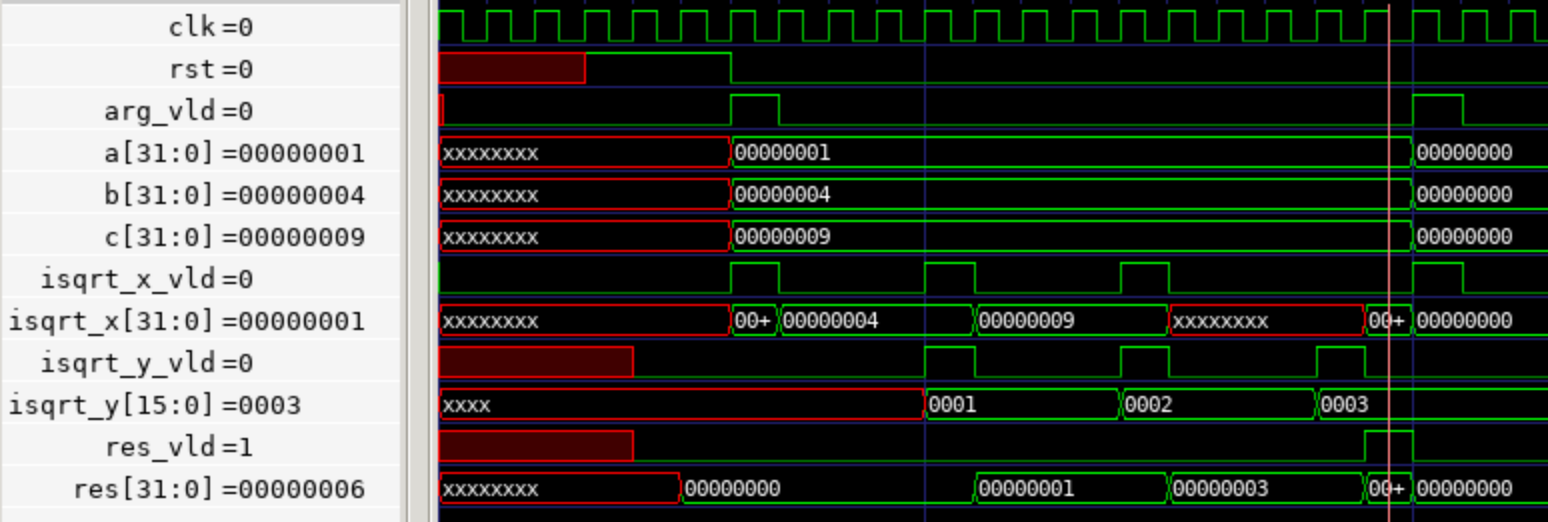 clk =0
rst =0
arg_vld =0
a[31:0] =00000001 xxxxxxxx 00000001 00000000
b[31:0] =00000004 xxxxxxxx 00000004 00000000
c[31:0] =00000009 xxxxxxxx 00000009 00000000
isqrt_x_vld =0
isqrt_x[31:0] =00000001 xxxxxxxx 00+ 00000004 00000009 xxxxxxxx 00+ 00000000
isqrt_y_vld =0
isqrt_y[15:0] =0003 xxxx 0001 0002 0003
res_vld =1
res[31:0] =00000006 xxxxxxxx 00000000 00000001 00000003 00+ 00000000